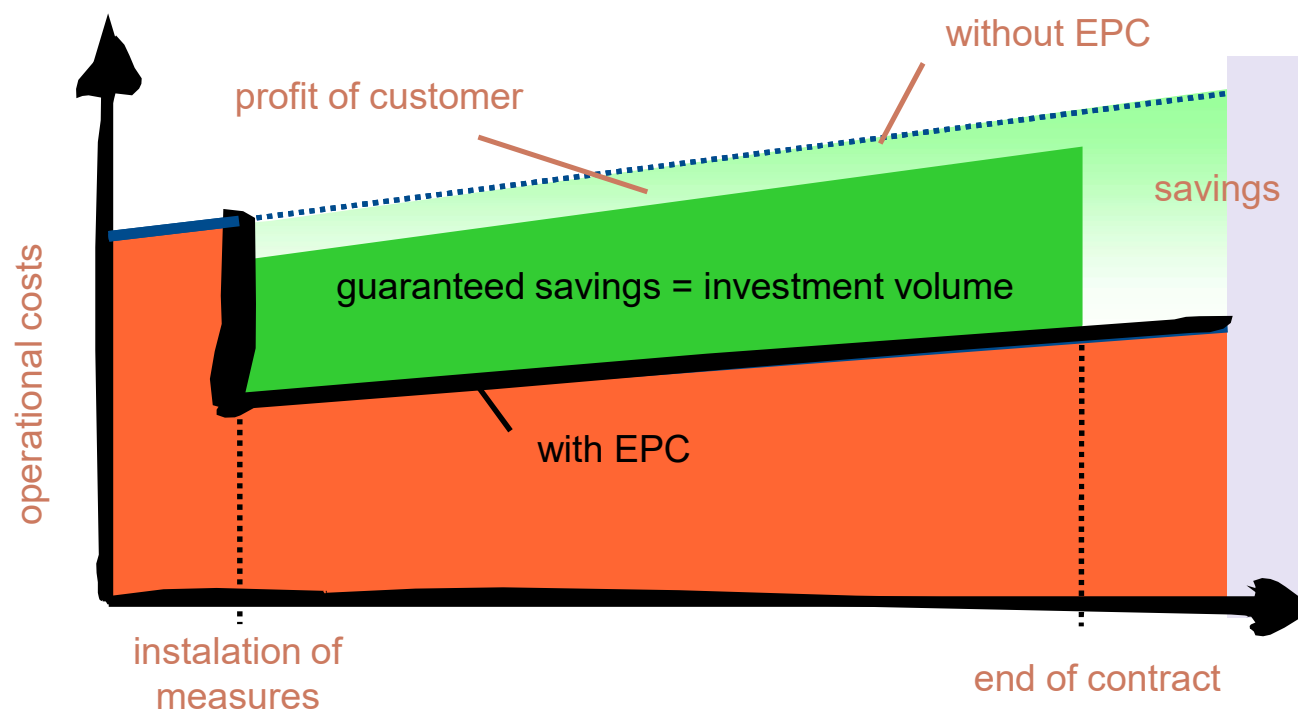 without EPC
profit of customer
savings
guaranteed savings = investment volume
operational costs
with EPC
instalation of
measures
end of contract